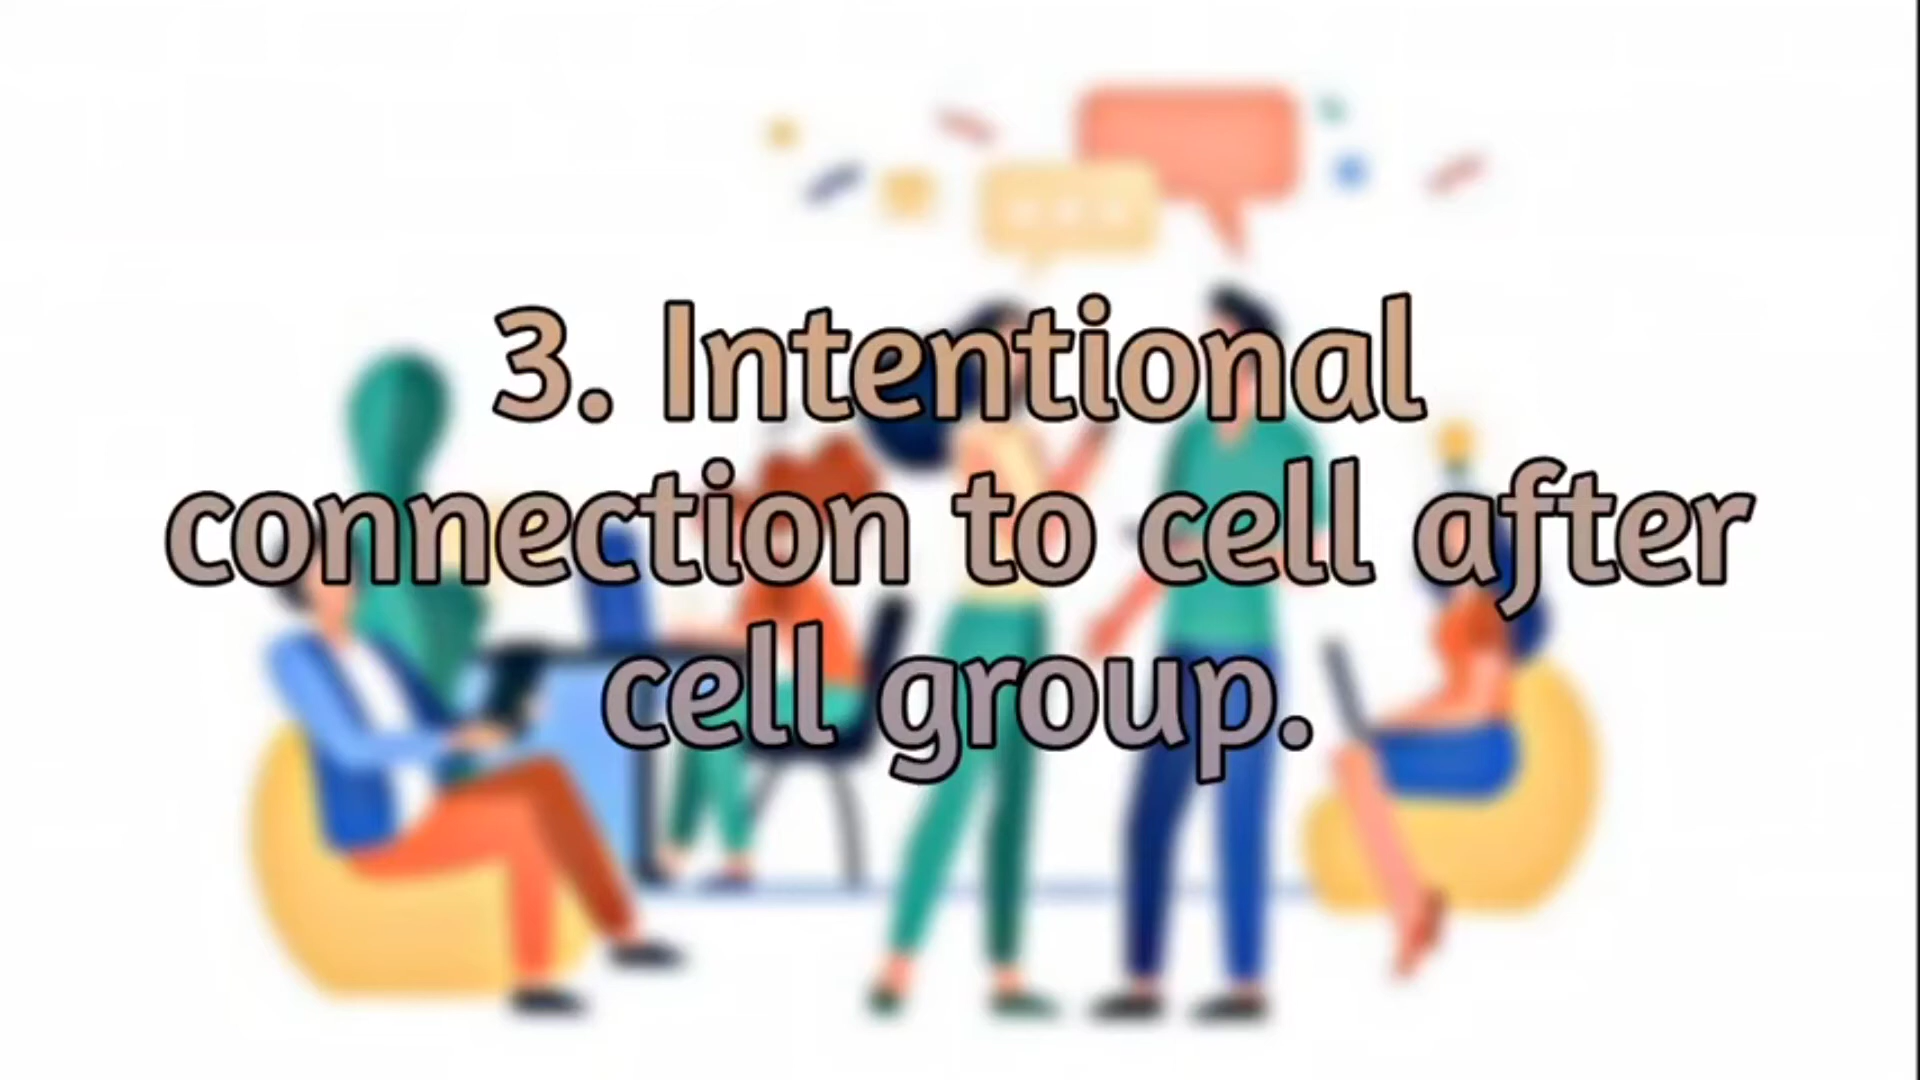 3. Intentional
connection to cell after
cell group.